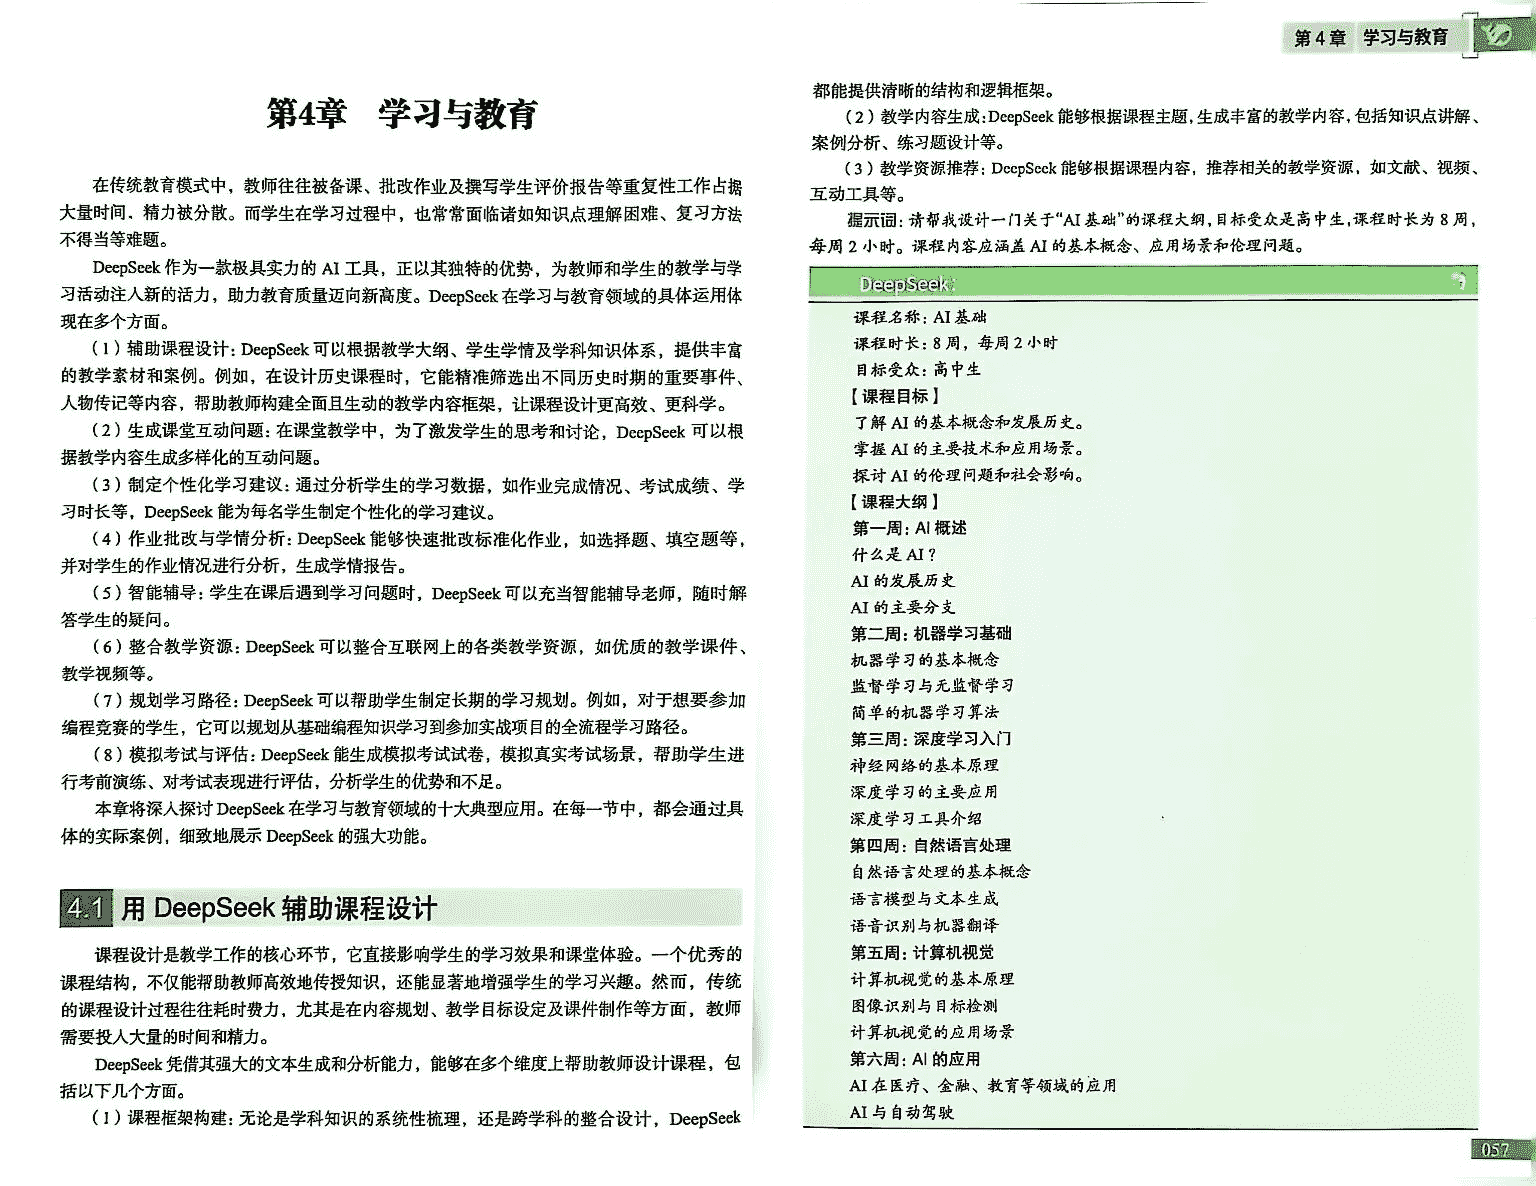 第4章 学习与教育
在传统教育模式中，教师往往被备课、批改作业及撰写学生评价报告等重复性工作占据
大量时间，精力被分散。而学生在学习过程中，也常常面临诸如知识点理解困难、复习方法
不得当等难题。
DeepSeek 作为一款极具实力的 AI 工具，正以其独特的优势，为教师和学生的教学与学
习活动注入新的活力，助力教育质量迈向新高度。DeepSeek 在学习与教育领域的具体运用体
现在多个方面。
（1）辅助课程设计：DeepSeek 可以根据教学大纲、学生学情及学科知识体系，提供丰富
的教学素材和案例。例如，在设计历史课程时，它能精准筛选出不同历史时期的重要事件、
人物传记等内容，帮助教师构建全面且生动的教学内容框架，让课程设计更高效、更科学。
（2）生成课堂互动问题：在课堂教学中，为了激发学生的思考和讨论，DeepSeek 可以根
据教学内容生成多样化的互动问题。
（3）制定个性化学习建议：通过分析学生的学习数据，如作业完成情况、考试成绩、学
习时长等，DeepSeek 能为每名学生制定个性化的学习建议。
（4）作业批改与学情分析：DeepSeek 能够快速批改标准化作业，如选择题、填空题等，
并对学生的作业情况进行分析，生成学情报告。
（5）智能辅导：学生在课后遇到学习问题时，DeepSeek 可以充当智能辅导老师，随时解
答学生的疑问。
（6）整合教学资源：DeepSeek 可以整合互联网上的各类教学资源，如优质的教学课件、
教学视频等。
（7）规划学习路径：DeepSeek 可以帮助学生制定长期的学习规划。例如，对于想要参加
编程竞赛的学生，它可以规划从基础编程知识学习到参加实战项目的全流程学习路径。
（8）模拟考试与评估：DeepSeek 能生成模拟考试试卷，模拟真实考试场景，帮助学生进
行考前演练、对考试表现进行评估，分析学生的优势和不足。
本章将深入探讨 DeepSeek 在学习与教育领域的十大典型应用。在每一节中，都会通过具
体的实际案例，细致地展示 DeepSeek 的强大功能。
4.1 用 DeepSeek 辅助课程设计
课程设计是教学工作的核心环节，它直接影响学生的学习效果和课堂体验。一个优秀的
课程结构，不仅能帮助教师高效地传授知识，还能显著地增强学生的学习兴趣。然而，传统
的课程设计过程往往耗时费力，尤其是在内容规划、教学目标设定及课件制作等方面，教师
需要投入大量的时间和精力。
DeepSeek 凭借其强大的文本生成和分析能力，能够在多个维度上帮助教师设计课程，包
括以下几个方面。
（1）课程框架构建：无论是学科知识的系统性梳理，还是跨学科的整合设计，DeepSeek
第 4 章 学习与教育
都能提供清晰的结构和逻辑框架。
（2）教学内容生成：DeepSeek 能够根据课程主题，生成丰富的教学内容，包括知识点讲解、
案例分析、练习题设计等。
（3）教学资源推荐：DeepSeek 能够根据课程内容，推荐相关的教学资源，如文献、视频、
互动工具等。
提示词：请帮我设计一门关于“AI 基础”的课程大纲，目标受众是高中生，课程时长为 8 周，
每周 2 小时。课程内容应涵盖 AI 的基本概念、应用场景和伦理问题。
DeepSeek:
课程名称：AI 基础
课程时长：8 周，每周 2 小时
目标受众：高中生
【课程目标】
了解 AI 的基本概念和发展历史。
掌握 AI 的主要技术和应用场景。
探讨 AI 的伦理问题和社会影响。
【课程大纲】
第一周：AI 概述
什么是 AI？
AI 的发展历史
AI 的主要分支
第二周：机器学习基础
机器学习的基本概念
监督学习与无监督学习
简单的机器学习算法
第三周：深度学习入门
神经网络的基本原理
深度学习的主要应用
深度学习工具介绍
第四周：自然语言处理
自然语言处理的基本概念
语言模型与文本生成
语音识别与机器翻译
第五周：计算机视觉
计算机视觉的基本原理
图像识别与目标检测
计算机视觉的应用场景
第六周：AI 的应用
AI 在医疗、金融、教育等领域的应用
AI 与自动驾驶
057